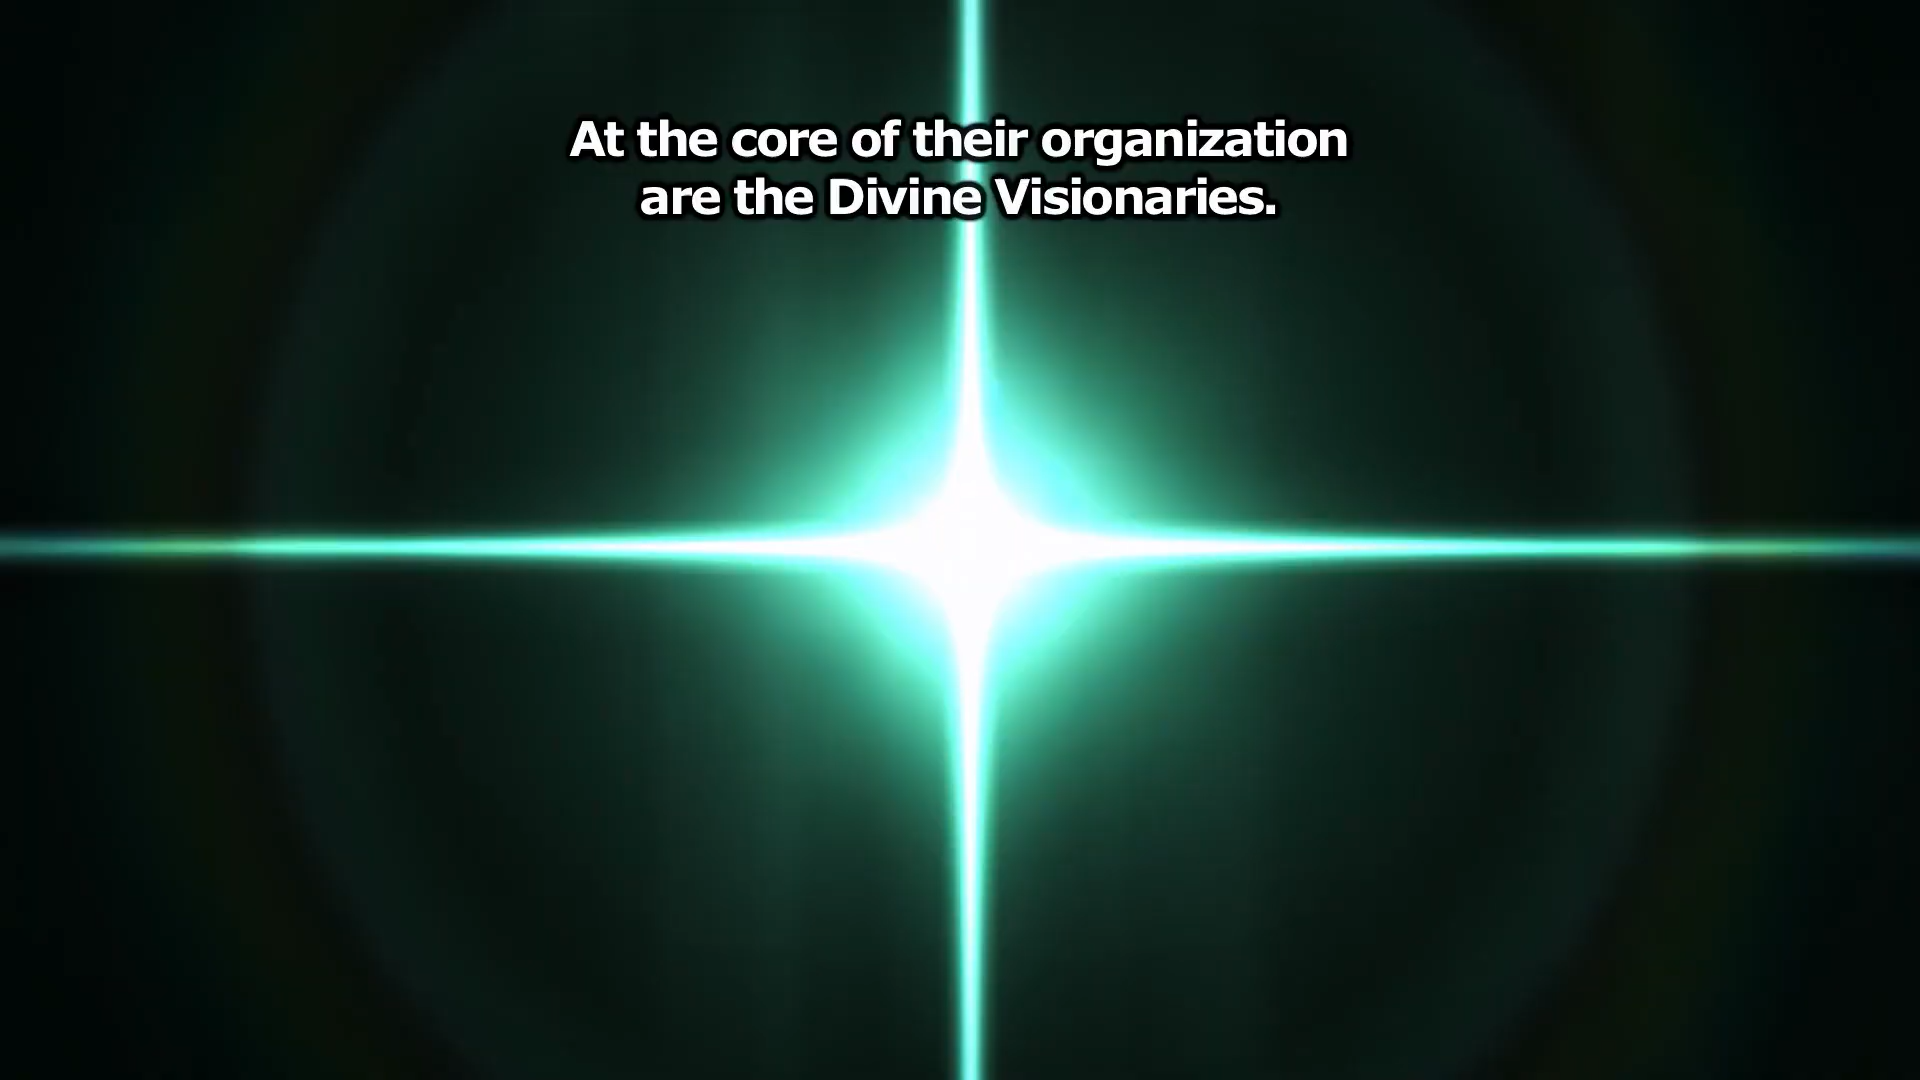 At the core of their organization
are the Divine Visionaries.